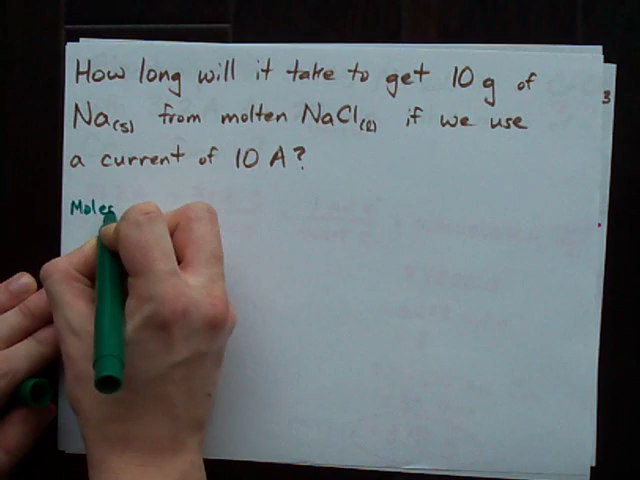 How long will it take to get 10 g of
Na(s) from molten NaCl(l) if we use
a current of 10 A?
Moles
3